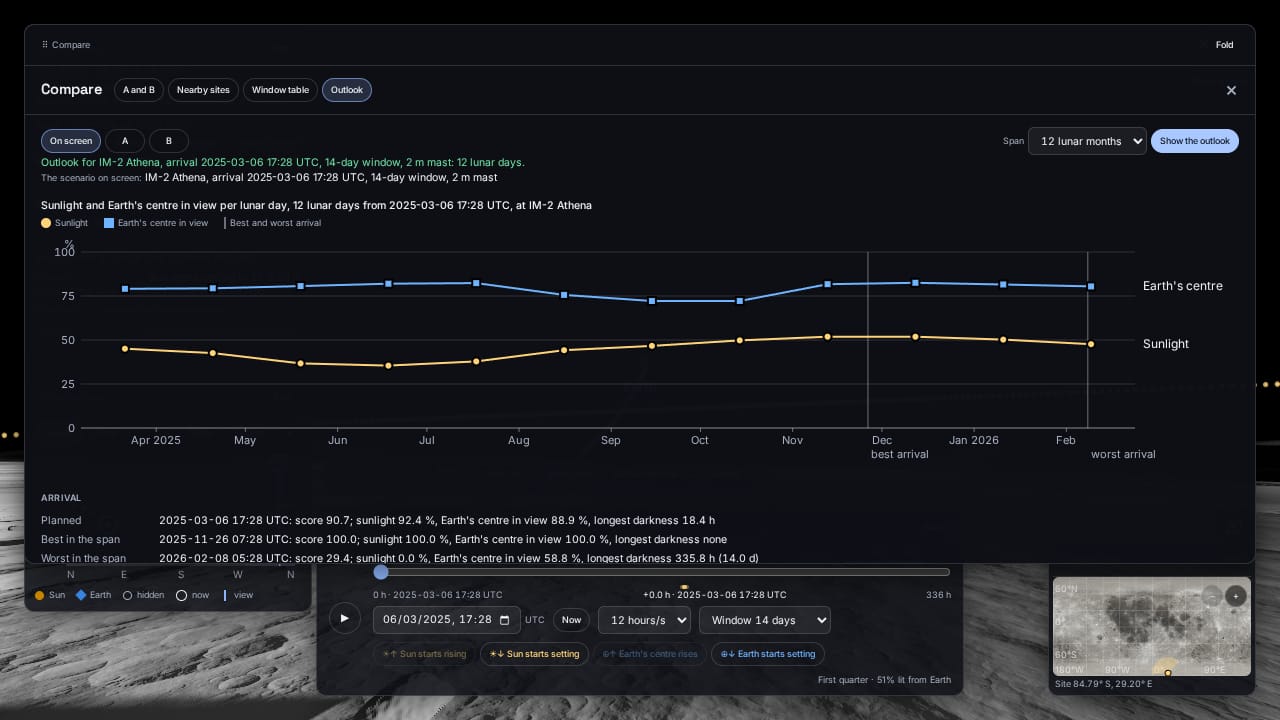 ⠿ Compare
Fold
Compare
A and B
Nearby sites
Window table
Outlook
✕
On screen
A
B
Span
12 lunar months
Show the outlook
Outlook for IM-2 Athena, arrival 2025-03-06 17:28 UTC, 14-day window, 2 m mast: 12 lunar days.
The scenario on screen: IM-2 Athena, arrival 2025-03-06 17:28 UTC, 14-day window, 2 m mast
Sunlight and Earth's centre in view per lunar day, 12 lunar days from 2025-03-06 17:28 UTC, at IM-2 Athena
Sunlight
Earth's centre in view
Best and worst arrival
%
100
75
50
25
0
Earth's centre
Sunlight
Apr 2025 May Jun Jul Aug Sep Oct Nov Dec Jan 2026 Feb
best arrival worst arrival
ARRIVAL
Planned 2025-03-06 17:28 UTC: score 90.7; sunlight 92.4 %, Earth's centre in view 88.9 %, longest darkness 18.4 h
Best in the span 2025-11-26 07:28 UTC: score 100.0; sunlight 100.0 %, Earth's centre in view 100.0 %, longest darkness none
Worst in the span 2026-02-08 05:28 UTC: score 29.4; sunlight 0.0 %, Earth's centre in view 58.8 %, longest darkness 335.8 h (14.0 d)
N E S W N
Sun Earth hidden now view
0 h · 2025-03-06 17:28 UTC
+0.0 h · 2025-03-06 17:28 UTC
336 h
▶
06/03/2025, 17:28
UTC
Now
12 hours/s
Window 14 days
☀↑ Sun starts rising
☀↓ Sun starts setting
⊕↑ Earth's centre rises
⊕↓ Earth starts setting
First quarter · 51% lit from Earth
60°N
0°
60°S
180°W 90°W 0° 90°E
− +
Site 84.79° S, 29.20° E